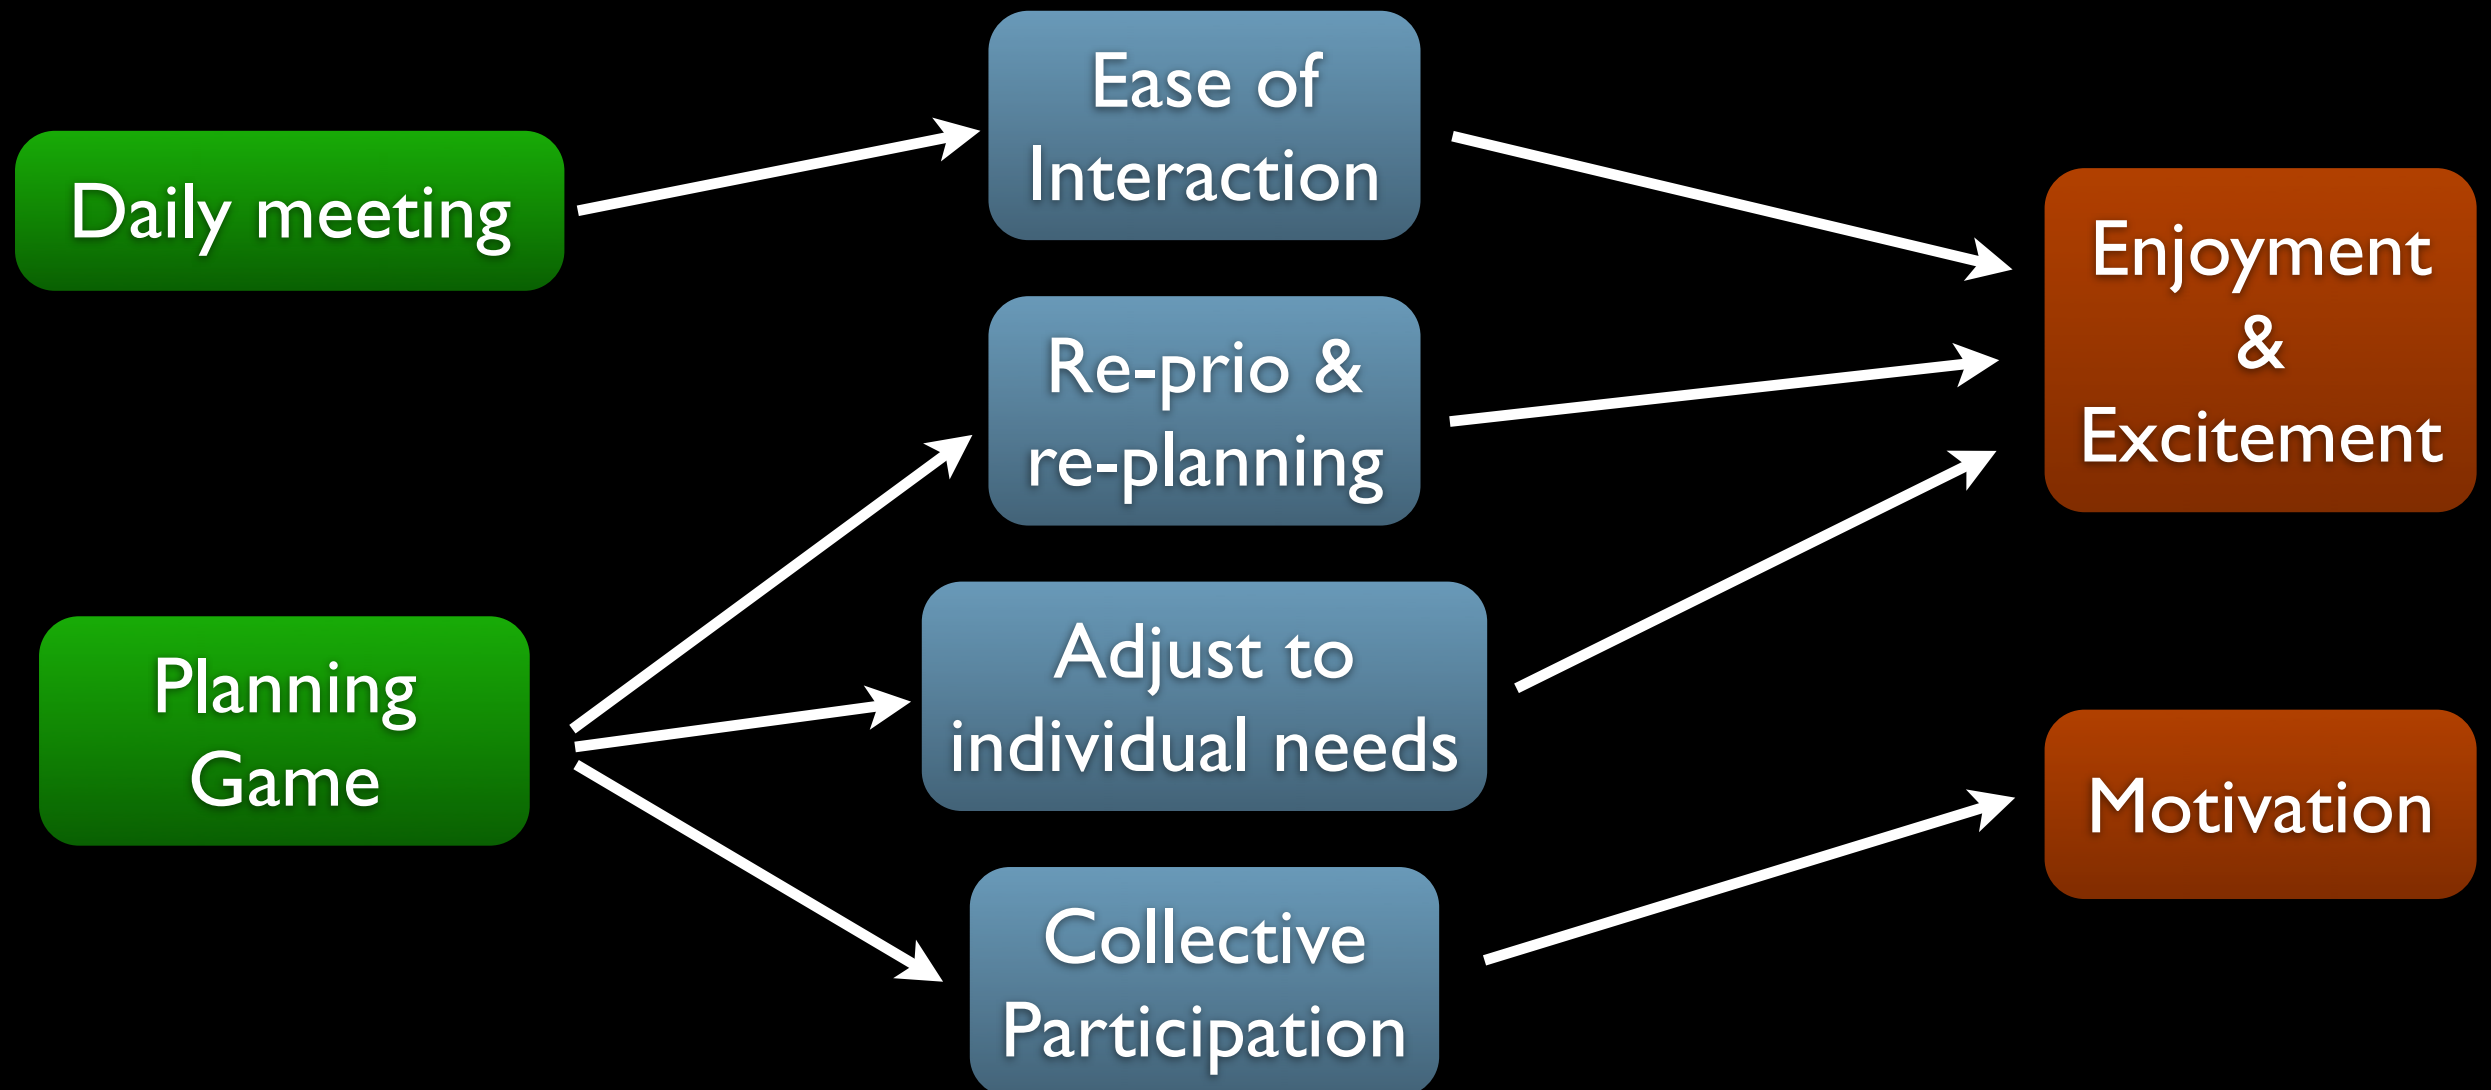 Daily meeting
Planning
Game
Ease of
Interaction
Re-prio &
re-planning
Adjust to
individual needs
Collective
Participation
Enjoyment
&
Excitement
Motivation